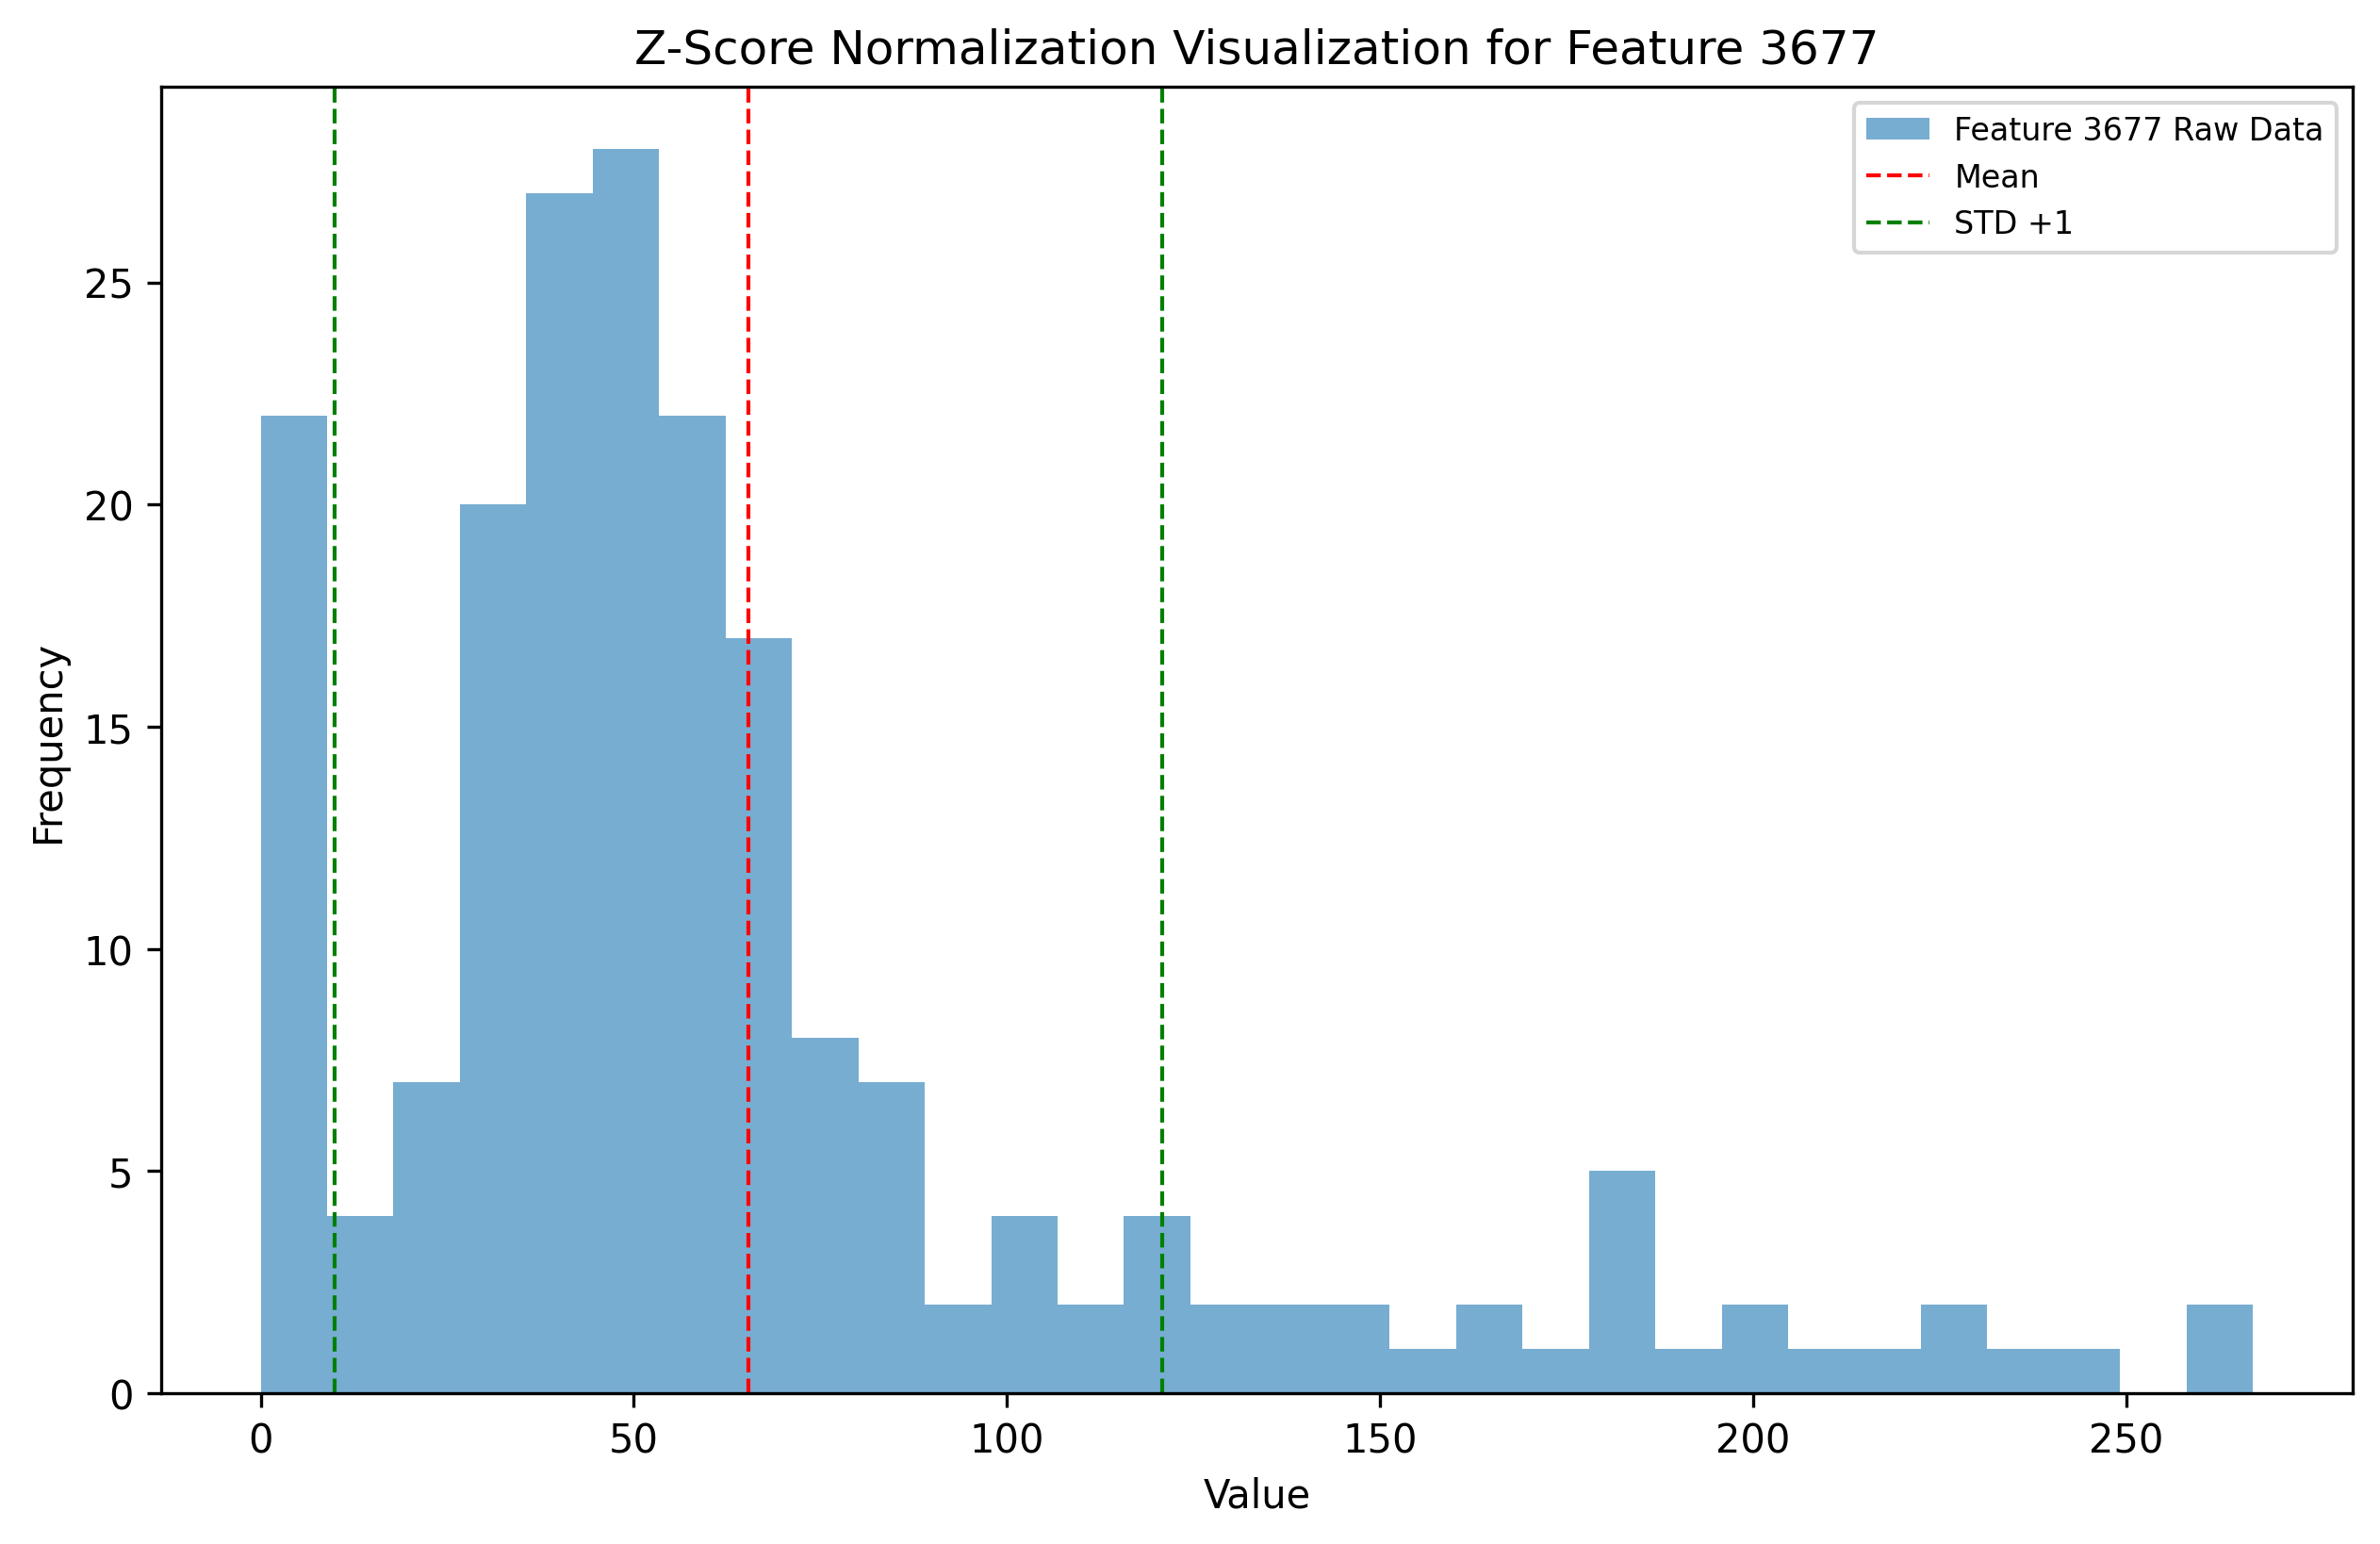 Z-Score Normalization Visualization for Feature 3677
Feature 3677 Raw Data
Mean
STD +1
Frequency
25
20
15
10
5
0
0 50 100 150 200 250
Value